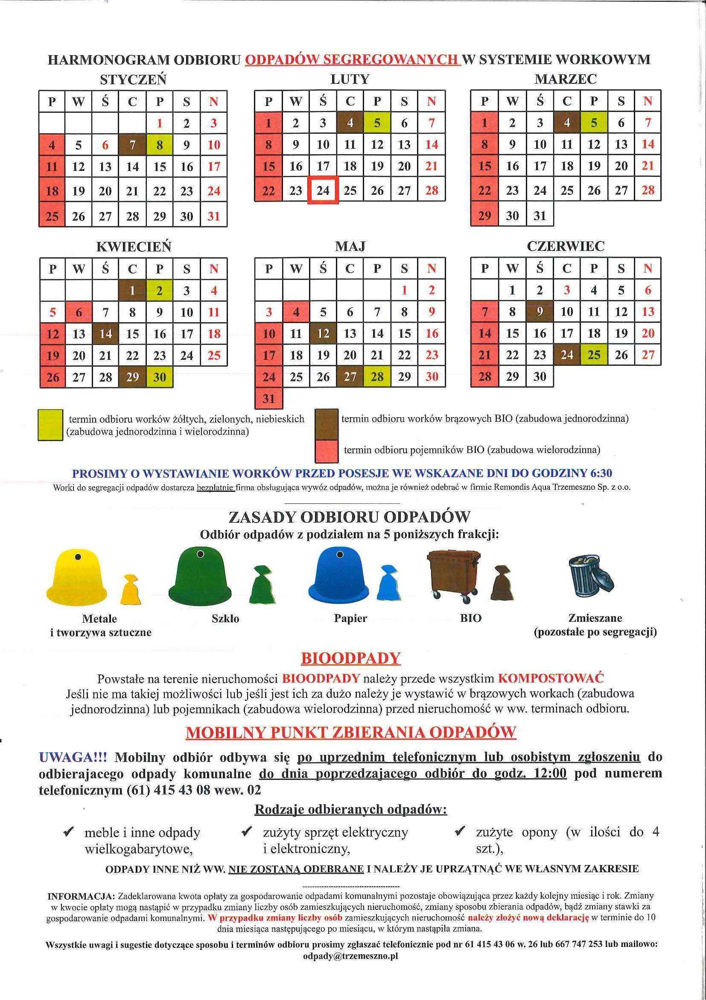 HARMONOGRAM ODBIORU ODPADÓW SEGREGOWANYCH W SYSTEMIE WORKOWYM
STYCZEŃ
P W Ś C P S N
1 2 3
4 5 6 7 8 9 10
11 12 13 14 15 16 17
18 19 20 21 22 23 24
25 26 27 28 29 30 31
LUTY
P W Ś C P S N
1 2 3 4 5 6 7
8 9 10 11 12 13 14
15 16 17 18 19 20 21
22 23 24 25 26 27 28
MARZEC
P W Ś C P S N
1 2 3 4 5 6 7
8 9 10 11 12 13 14
15 16 17 18 19 20 21
22 23 24 25 26 27 28
29 30 31
KWIECIEŃ
P W Ś C P S N
1 2 3 4
5 6 7 8 9 10 11
12 13 14 15 16 17 18
19 20 21 22 23 24 25
26 27 28 29 30
MAJ
P W Ś C P S N
1 2
3 4 5 6 7 8 9
10 11 12 13 14 15 16
17 18 19 20 21 22 23
24 25 26 27 28 29 30
31
CZERWIEC
P W Ś C P S N
1 2 3 4 5 6
7 8 9 10 11 12 13
14 15 16 17 18 19 20
21 22 23 24 25 26 27
28 29 30
termin odbioru worków żółtych, zielonych, niebieskich
(zabudowa jednorodzinna i wielorodzinna)
termin odbioru worków brązowych BIO (zabudowa jednorodzinna)
termin odbioru pojemników BIO (zabudowa wielorodzinna)
PROSIMY O WYSTAWIANIE WORKÓW PRZED POSESJE WE WSKAZANE DNI DO GODZINY 6:30
Worki do segregacji odpadów dostarcza bezpłatnie firma obsługująca wywóz odpadów, można je również odebrać w firmie Remondis Aqua Trzemeszno Sp. z o.o.
ZASADY ODBIORU ODPADÓW
Odbiór odpadów z podziałem na 5 poniższych frakcji:
Metale
i tworzywa sztuczne
Szkło
Papier
BIO
Zmieszane
(pozostałe po segregacji)
BIOODPADY
Powstałe na terenie nieruchomości BIOODPADY należy przede wszystkim KOMPOSTOWAĆ
Jeśli nie ma takiej możliwości lub jeśli jest ich za dużo należy je wystawić w brązowych workach (zabudowa
jednorodzinna) lub pojemnikach (zabudowa wielorodzinna) przed nieruchomość w ww. terminach odbioru.
MOBILNY PUNKT ZBIERANIA ODPADÓW
UWAGA!!! Mobilny odbiór odbywa się po uprzednim telefonicznym lub osobistym zgłoszeniu do
odbierajacego odpady komunalne do dnia poprzedzajacego odbiór do godz. 12:00 pod numerem
telefonicznym (61) 415 43 08 wew. 02
Rodzaje odbieranych odpadów:
✔ meble i inne odpady
wielkogabarytowe,
✔ zużyty sprzęt elektryczny
i elektroniczny,
✔ zużyte opony (w ilości do 4
szt.),
ODPADY INNE NIŻ WW. NIE ZOSTANĄ ODEBRANE I NALEŻY JE UPRZĄTNĄĆ WE WŁASNYM ZAKRESIE
----------------------------------------
INFORMACJA: Zadeklarowana kwota opłaty za gospodarowanie odpadami komunalnymi pozostaje obowiązująca przez każdy kolejny miesiąc i rok. Zmiany
w kwocie opłaty mogą nastąpić w przypadku zmiany liczby osób zamieszkujących nieruchomość, zmiany sposobu zbierania odpadów, bądź zmiany stawki za
gospodarowanie odpadami komunalnymi. W przypadku zmiany liczby osób zamieszkujących nieruchomość należy złożyć nową deklarację w terminie do 10
dnia miesiąca następującego po miesiącu, w którym nastąpiła zmiana.
Wszystkie uwagi i sugestie dotyczące sposobu i terminów odbioru prosimy zgłaszać telefonicznie pod nr 61 415 43 06 w. 26 lub 667 747 253 lub mailowo:
odpady@trzemeszno.pl